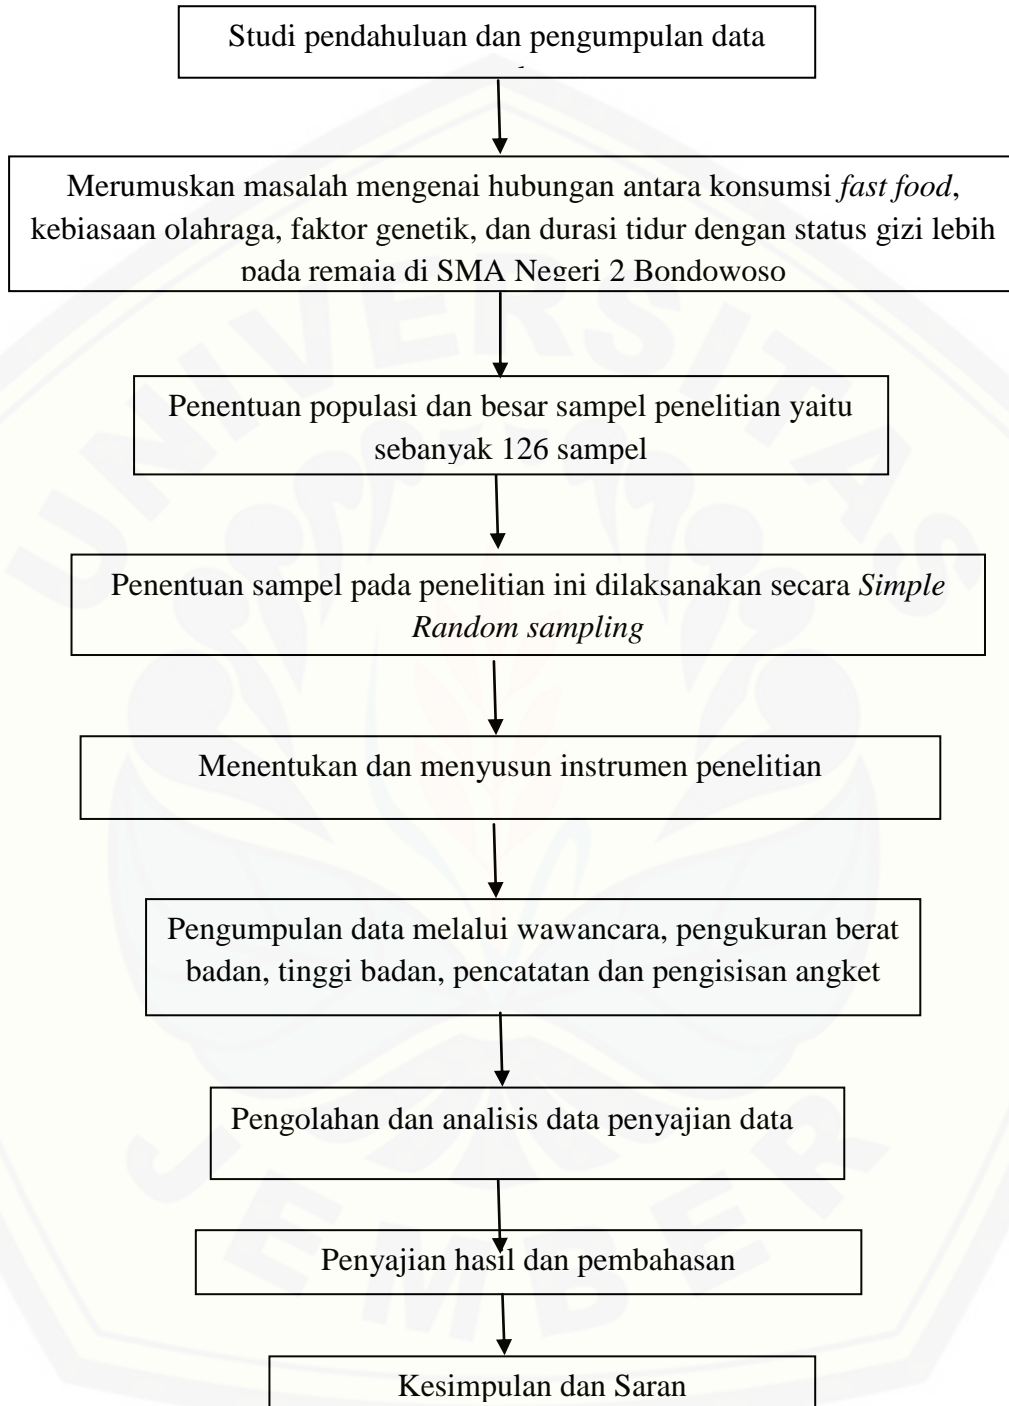 Studi pendahuluan dan pengumpulan data
Merumuskan masalah mengenai hubungan antara konsumsi fast food,
kebiasaan olahraga, faktor genetik, dan durasi tidur dengan status gizi lebih
pada remaja di SMA Negeri 2 Bondowoso
Penentuan populasi dan besar sampel penelitian yaitu
sebanyak 126 sampel
Penentuan sampel pada penelitian ini dilaksanakan secara Simple
Random sampling
Menentukan dan menyusun instrumen penelitian
Pengumpulan data melalui wawancara, pengukuran berat
badan, tinggi badan, pencatatan dan pengisisan angket
Pengolahan dan analisis data penyajian data
Penyajian hasil dan pembahasan
Kesimpulan dan Saran
UNIVERSITAS
JEMBER